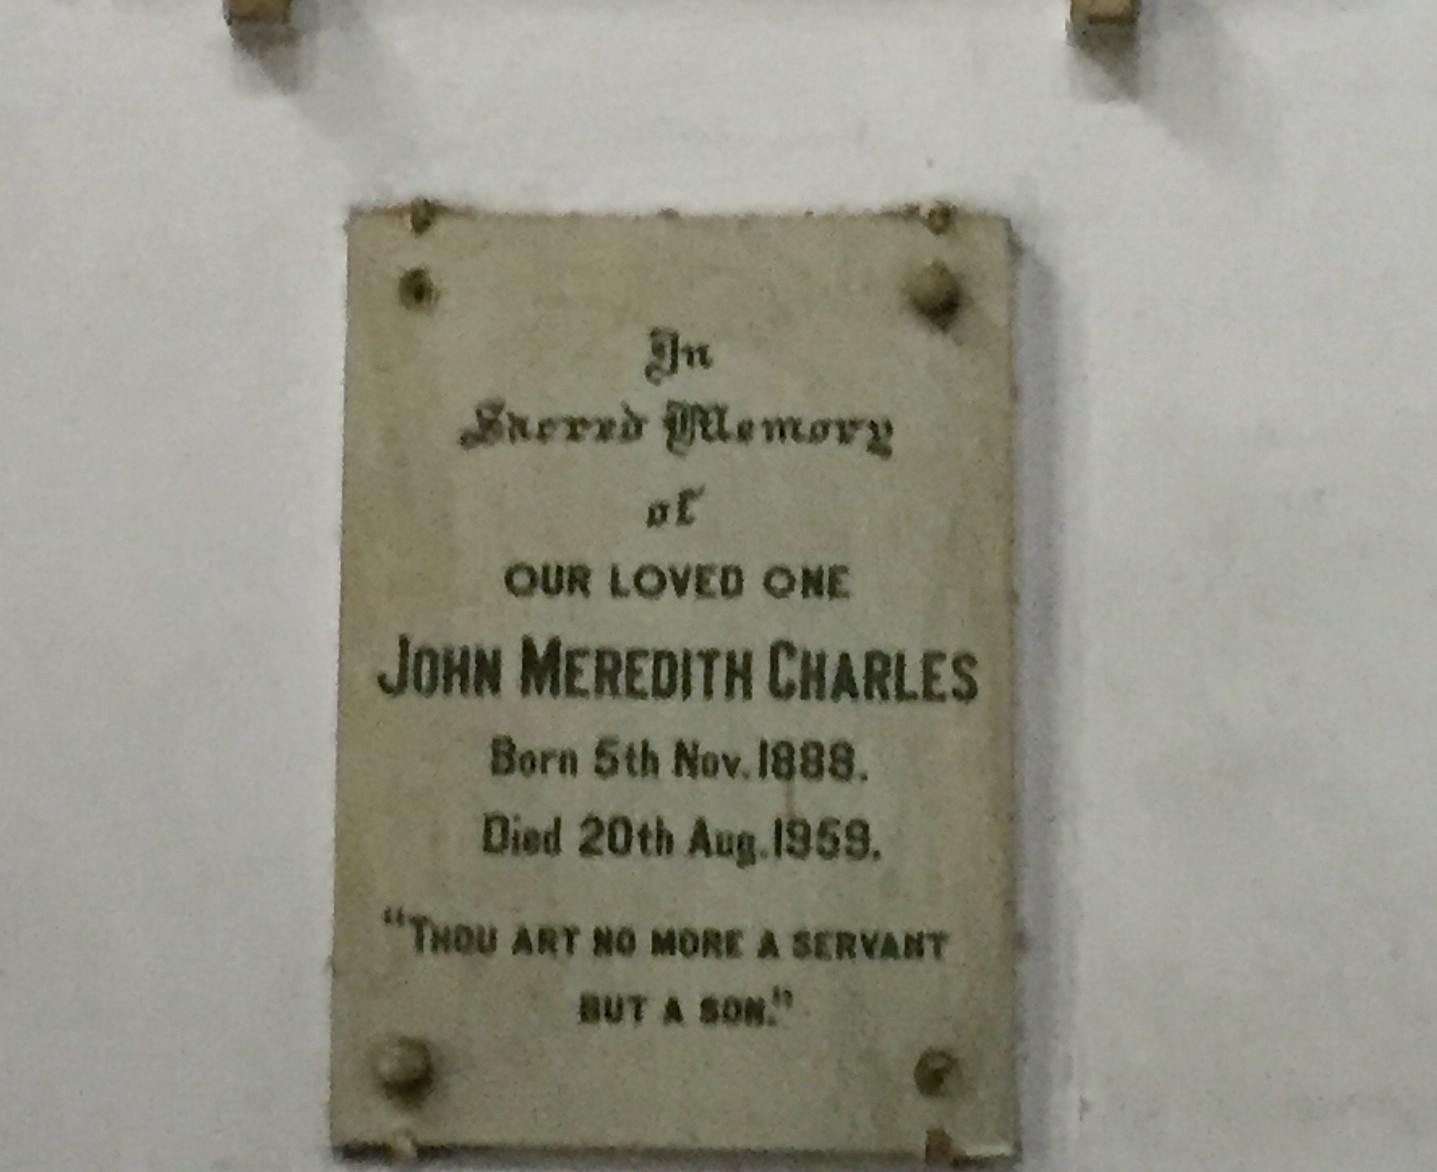 In
Sacred Memory
of
OUR LOVED ONE
JOHN MEREDITH CHARLES
Born 5th Nov. 1888.
Died 20th Aug. 1959.
"THOU ART NO MORE A SERVANT
BUT A SON."